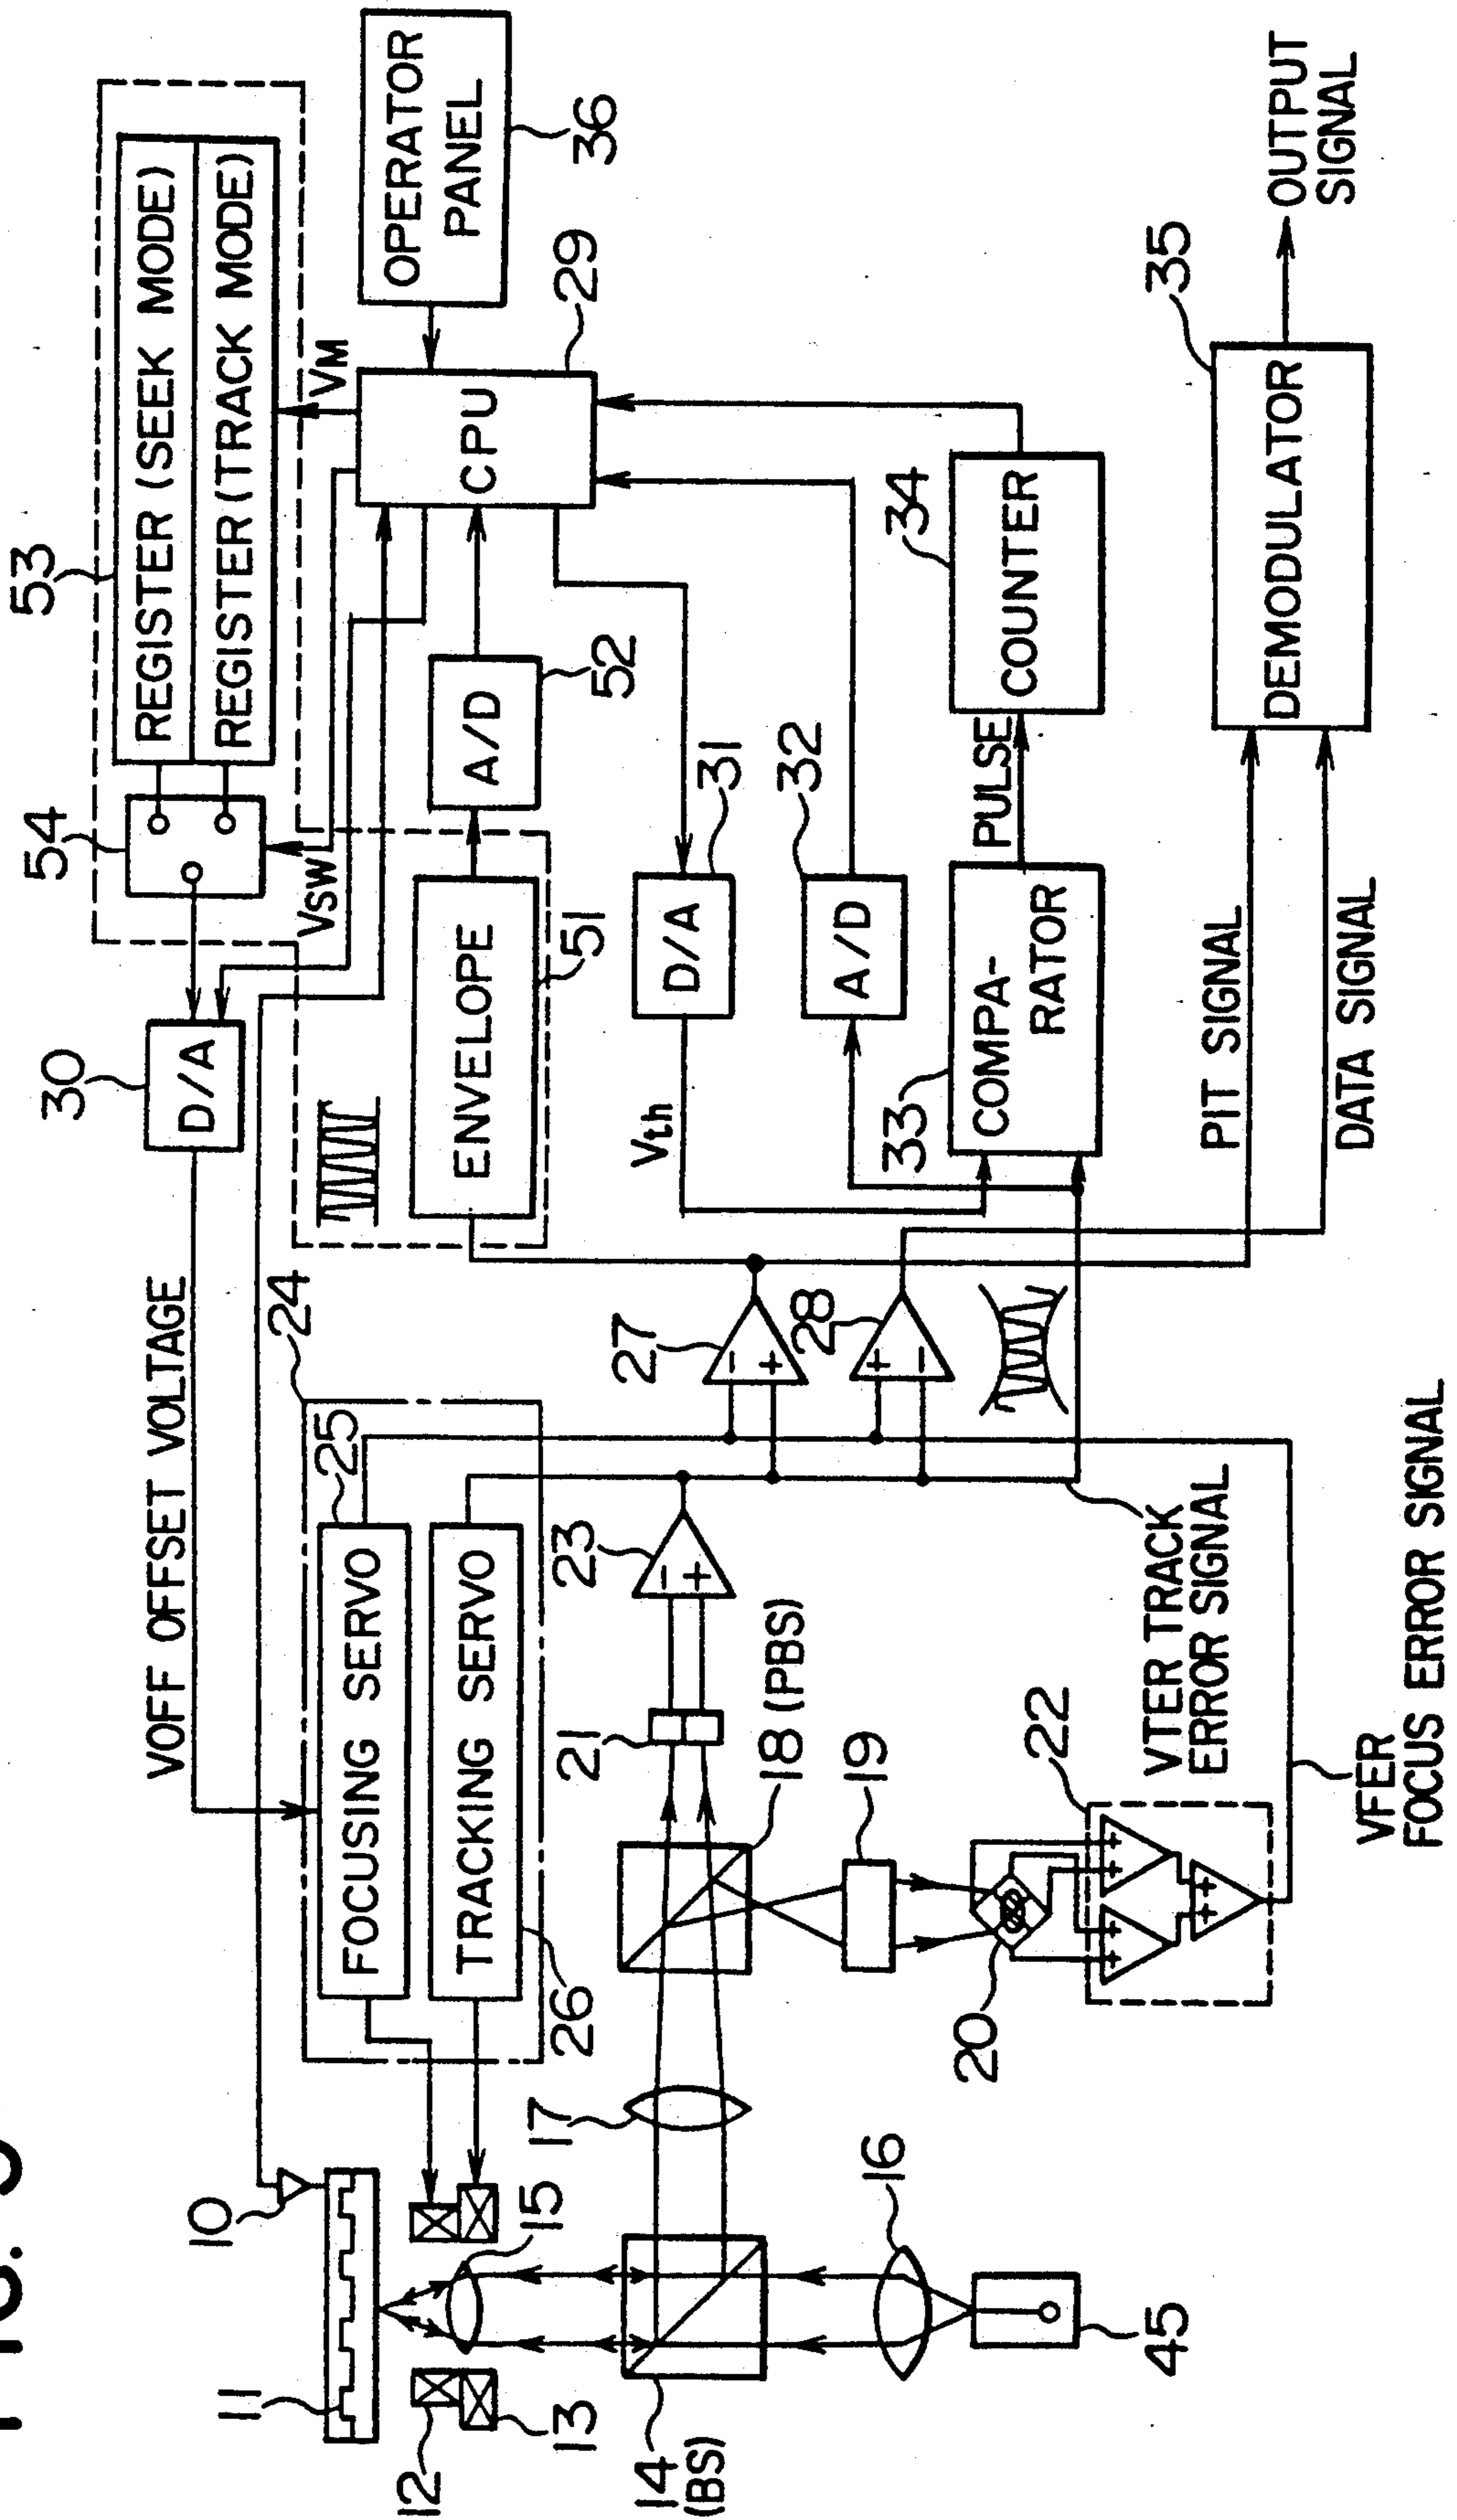 53
REGISTER (SEEK MODE)
REGISTER (TRACK MODE)
54
VM
VSW
OPERATOR
PANEL
36
29
CPU
30
D/A
A/D
52
ENVELOPE
51
VOFF OFFSET VOLTAGE
24
25
FOCUSING SERVO
TRACKING SERVO
26
10
11
12
13
15
14
(BS)
17
16
45
18 (PBS)
19
20
21
22
23
- +
27
- +
28
+ -
D/A
31
A/D
32
Vth
33
COMPA-
RATOR
PULSE
34
COUNTER
35
DEMODULATOR
OUTPUT
SIGNAL
PIT SIGNAL
DATA SIGNAL
VTER TRACK
ERROR SIGNAL
VFER
FOCUS ERROR SIGNAL